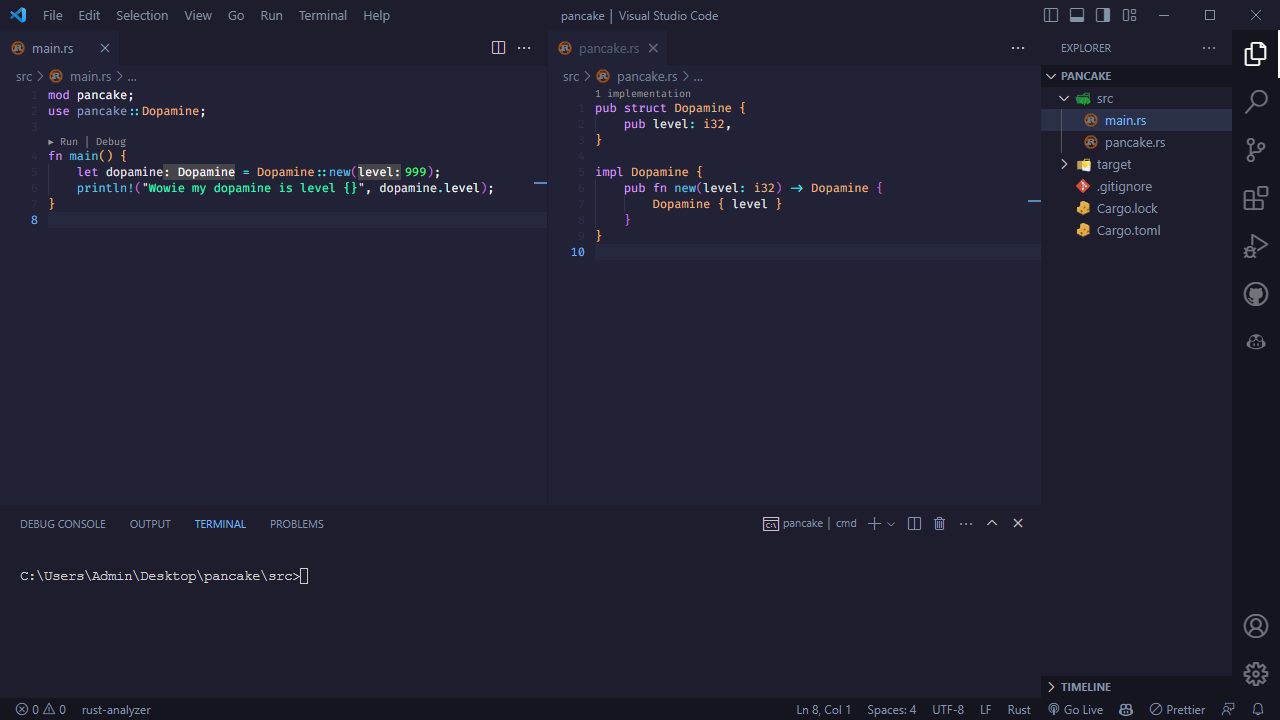 File Edit Selection View Go Run Terminal Help
pancake | Visual Studio Code
main.rs
src > main.rs > ...
1 mod pancake;
2 use pancake::Dopamine;
3
▶ Run | Debug
4 fn main() {
5 let dopamine: Dopamine = Dopamine::new(level: 999);
6 println!("Wowie my dopamine is level {}", dopamine.level);
7 }
8
pancake.rs
src > pancake.rs > ...
1 implementation
1 pub struct Dopamine {
2 pub level: i32,
3 }
4
5 impl Dopamine {
6 pub fn new(level: i32) -> Dopamine {
7 Dopamine { level }
8 }
9 }
10
EXPLORER
PANCAKE
src
main.rs
pancake.rs
target
.gitignore
Cargo.lock
Cargo.toml
TIMELINE
DEBUG CONSOLE OUTPUT TERMINAL PROBLEMS
pancake | cmd
C:\Users\Admin\Desktop\pancake\src>
0 0 rust-analyzer
Ln 8, Col 1 Spaces: 4 UTF-8 LF Rust Go Live Prettier